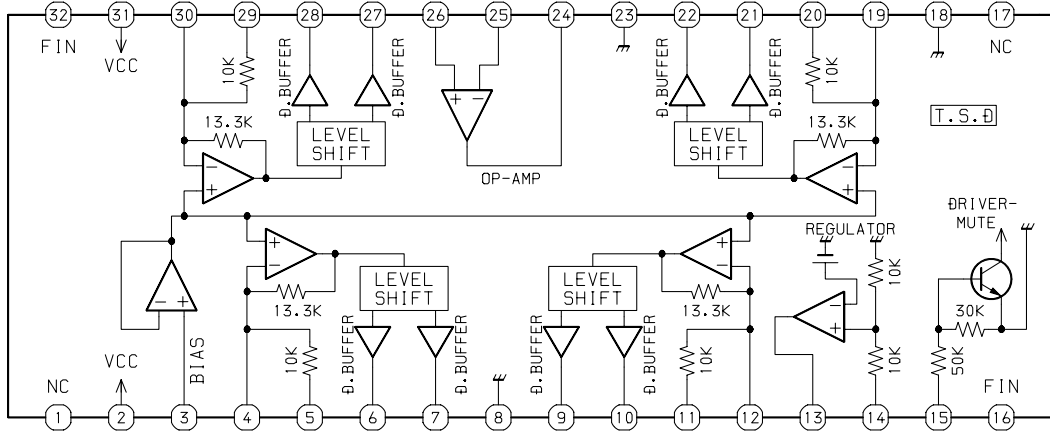 32 31 30 29 28 27 26 25 24 23 22 21 20 19 18 17
FIN
VCC
10K
Ð.BUFFER
Ð.BUFFER
+ −
Ð.BUFFER
Ð.BUFFER
10K
NC
13.3K
LEVEL
SHIFT
OP-AMP
LEVEL
SHIFT
13.3K
T.S.Ð
−
+
−
+
ÐRIVER-
MUTE
REGULATOR
+
−
LEVEL
SHIFT
LEVEL
SHIFT
+
−
10K
− +
13.3K
13.3K
−
+
30K
BIAS
10K
Ð.BUFFER
Ð.BUFFER
Ð.BUFFER
Ð.BUFFER
10K
10K
50K
NC
VCC
FIN
1 2 3 4 5 6 7 8 9 10 11 12 13 14 15 16